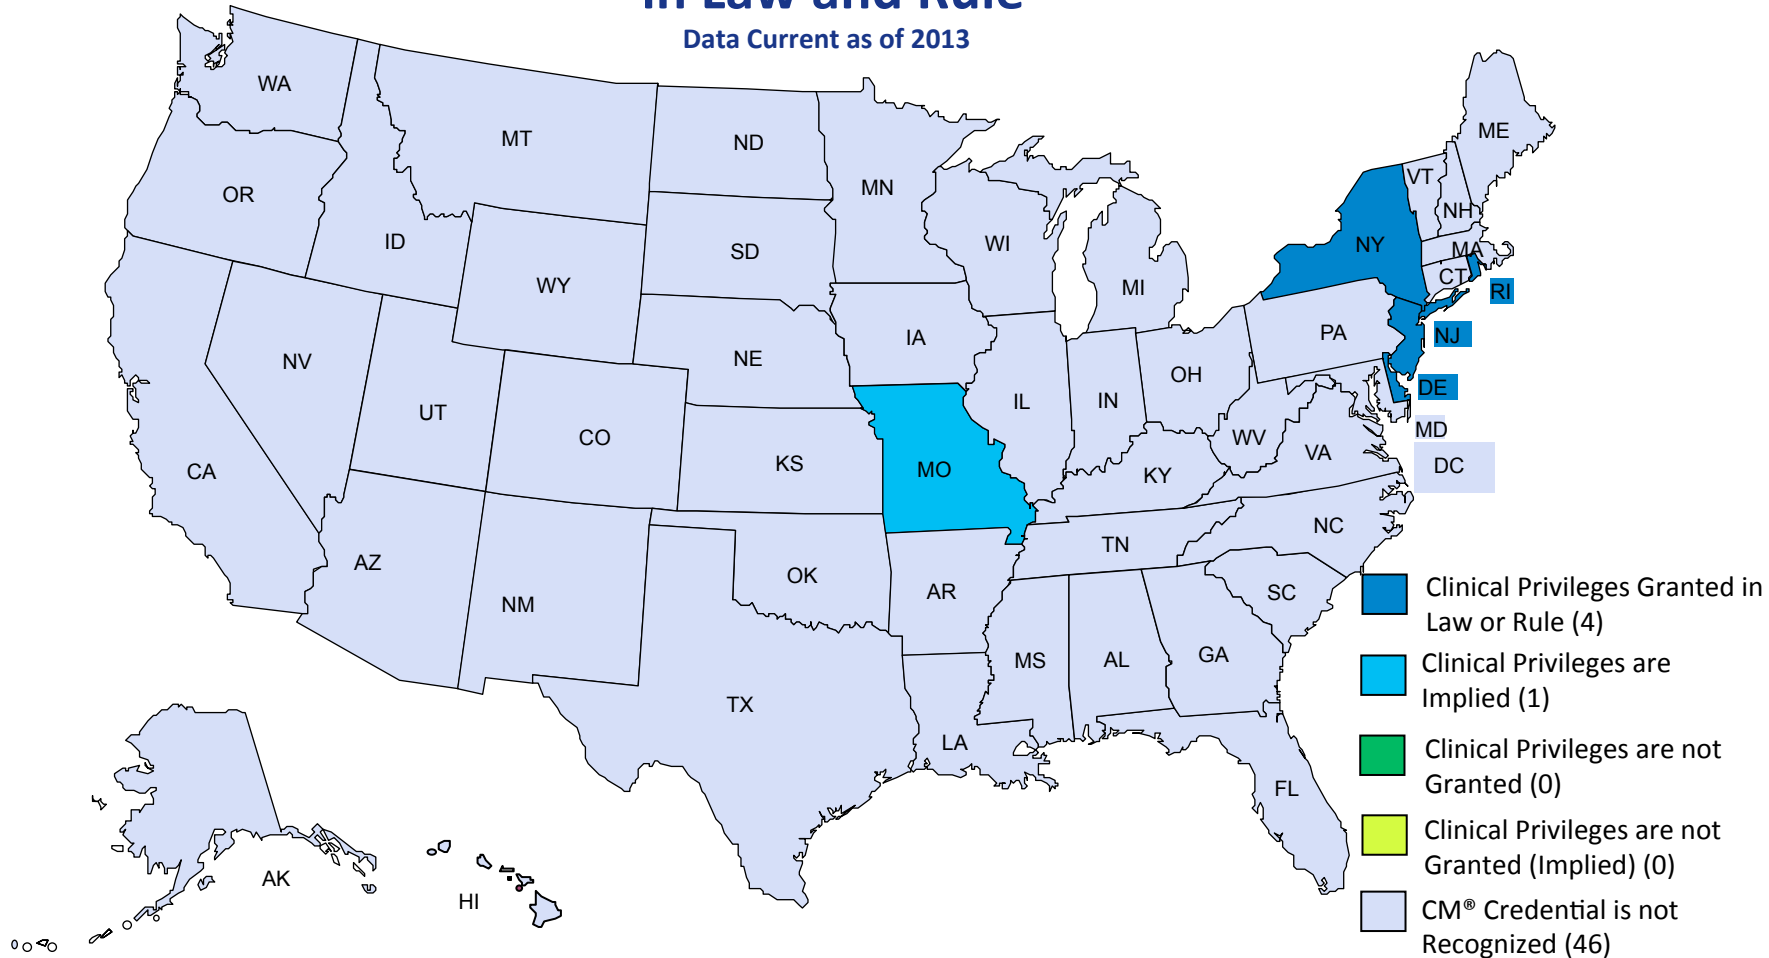 in Law and Rule
Data Current as of 2013
WA
MT
ND
MN
ME
OR
ID
SD
WI
MI
VT
NH
NY
MA
CT
RI
WY
NV
UT
CO
NE
IA
IL
IN
OH
PA
NJ
DE
MD
DC
CA
KS
MO
KY
WV
VA
AZ
NM
OK
AR
TN
NC
SC
TX
LA
MS
AL
GA
FL
AK
HI
Clinical Privileges Granted in
Law or Rule (4)
Clinical Privileges are
Implied (1)
Clinical Privileges are not
Granted (0)
Clinical Privileges are not
Granted (Implied) (0)
CM® Credential is not
Recognized (46)